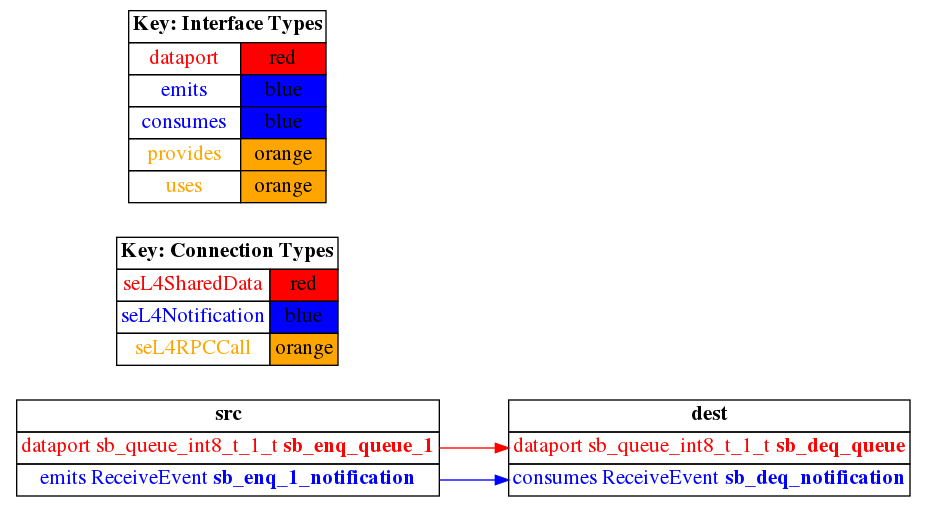 Key: Interface Types
dataport red
emits blue
consumes blue
provides orange
uses orange
Key: Connection Types
seL4SharedData red
seL4Notification blue
seL4RPCCall orange
src
dataport sb_queue_int8_t_1_t sb_enq_queue_1
emits ReceiveEvent sb_enq_1_notification
dest
dataport sb_queue_int8_t_1_t sb_deq_queue
consumes ReceiveEvent sb_deq_notification